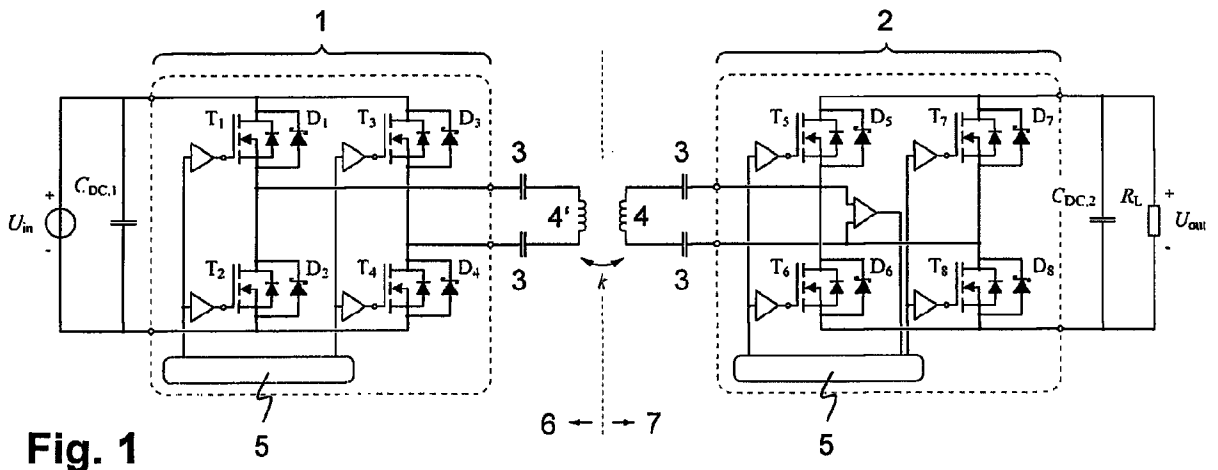 1
2
T1 D1 T3 D3
T5 D5 T7 D7
3 3
CDC,1
+ Uin -
4' 4
k
CDC,2 RL + Uout -
3 3
T2 D2 T4 D4
T6 D6 T8 D8
6 7
5 5
Fig. 1